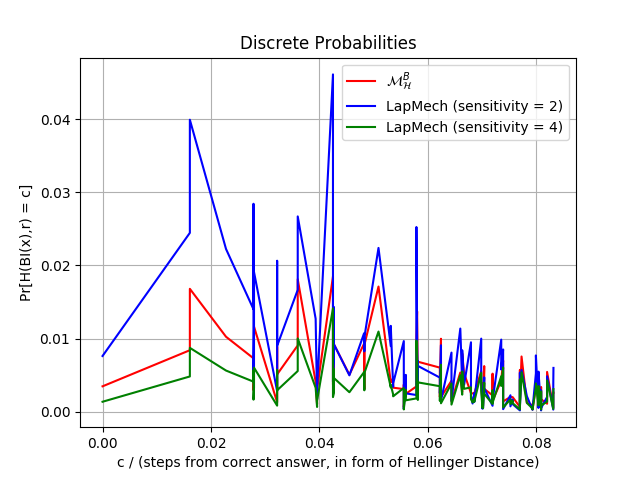 Discrete Probabilities
Pr[H(BI(x),r) = c]
0.04
0.03
0.02
0.01
0.00
$\mathcal{M}_{\mathcal{H}}^{B}$
LapMech (sensitivity = 2)
LapMech (sensitivity = 4)
0.00 0.02 0.04 0.06 0.08
c / (steps from correct answer, in form of Hellinger Distance)